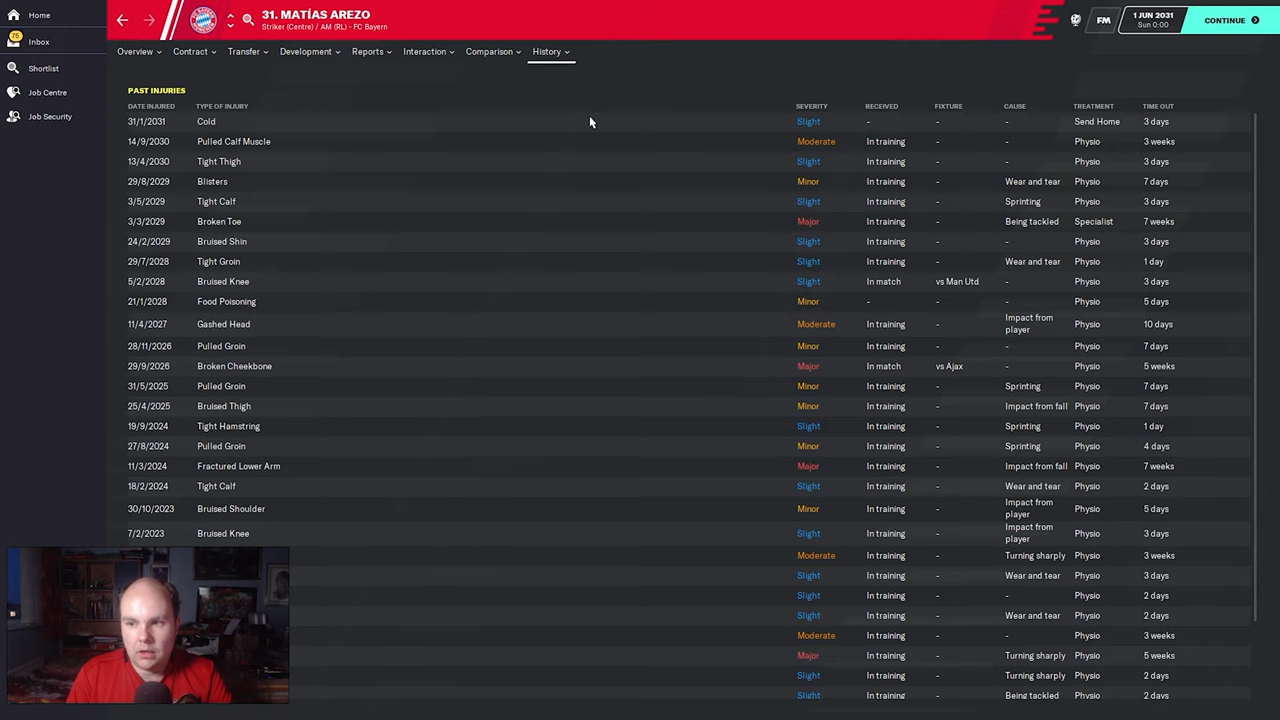 Home
31. MATÍAS AREZO
Striker (Centre) / AM (RL) - FC Bayern
FM
1 JUN 2031
Sun 0:00
CONTINUE
75
Inbox
Shortlist
Job Centre
Job Security
Overview Contract Transfer Development Reports Interaction Comparison History
PAST INJURIES
DATE INJURED TYPE OF INJURY SEVERITY RECEIVED FIXTURE CAUSE TREATMENT TIME OUT
31/1/2031 Cold Slight - - - Send Home 3 days
14/9/2030 Pulled Calf Muscle Moderate In training - - Physio 3 weeks
13/4/2030 Tight Thigh Slight In training - - Physio 3 days
29/8/2029 Blisters Minor In training - Wear and tear Physio 7 days
3/5/2029 Tight Calf Slight In training - Sprinting Physio 3 days
3/3/2029 Broken Toe Major In training - Being tackled Specialist 7 weeks
24/2/2029 Bruised Shin Slight In training - - Physio 3 days
29/7/2028 Tight Groin Slight In training - Wear and tear Physio 1 day
5/2/2028 Bruised Knee Slight In match vs Man Utd - Physio 3 days
21/1/2028 Food Poisoning Minor - - - Physio 5 days
11/4/2027 Gashed Head Moderate In training - Impact from player Physio 10 days
28/11/2026 Pulled Groin Minor In training - - Physio 7 days
29/9/2026 Broken Cheekbone Major In match vs Ajax - Physio 5 weeks
31/5/2025 Pulled Groin Minor In training - Sprinting Physio 7 days
25/4/2025 Bruised Thigh Minor In training - Impact from fall Physio 7 days
19/9/2024 Tight Hamstring Slight In training - Sprinting Physio 1 day
27/8/2024 Pulled Groin Minor In training - Sprinting Physio 4 days
11/3/2024 Fractured Lower Arm Major In training - Impact from fall Physio 7 weeks
18/2/2024 Tight Calf Slight In training - Wear and tear Physio 2 days
30/10/2023 Bruised Shoulder Minor In training - Impact from player Physio 5 days
7/2/2023 Bruised Knee Slight In training - Impact from player Physio 3 days
Moderate In training - Turning sharply Physio 3 weeks
Slight In training - Wear and tear Physio 3 days
Slight In training - - Physio 2 days
Slight In training - Wear and tear Physio 2 days
Moderate In training - - Physio 3 weeks
Major In training - Turning sharply Physio 5 weeks
Slight In training - Turning sharply Physio 2 days
Slight In training - Being tackled Physio 2 days